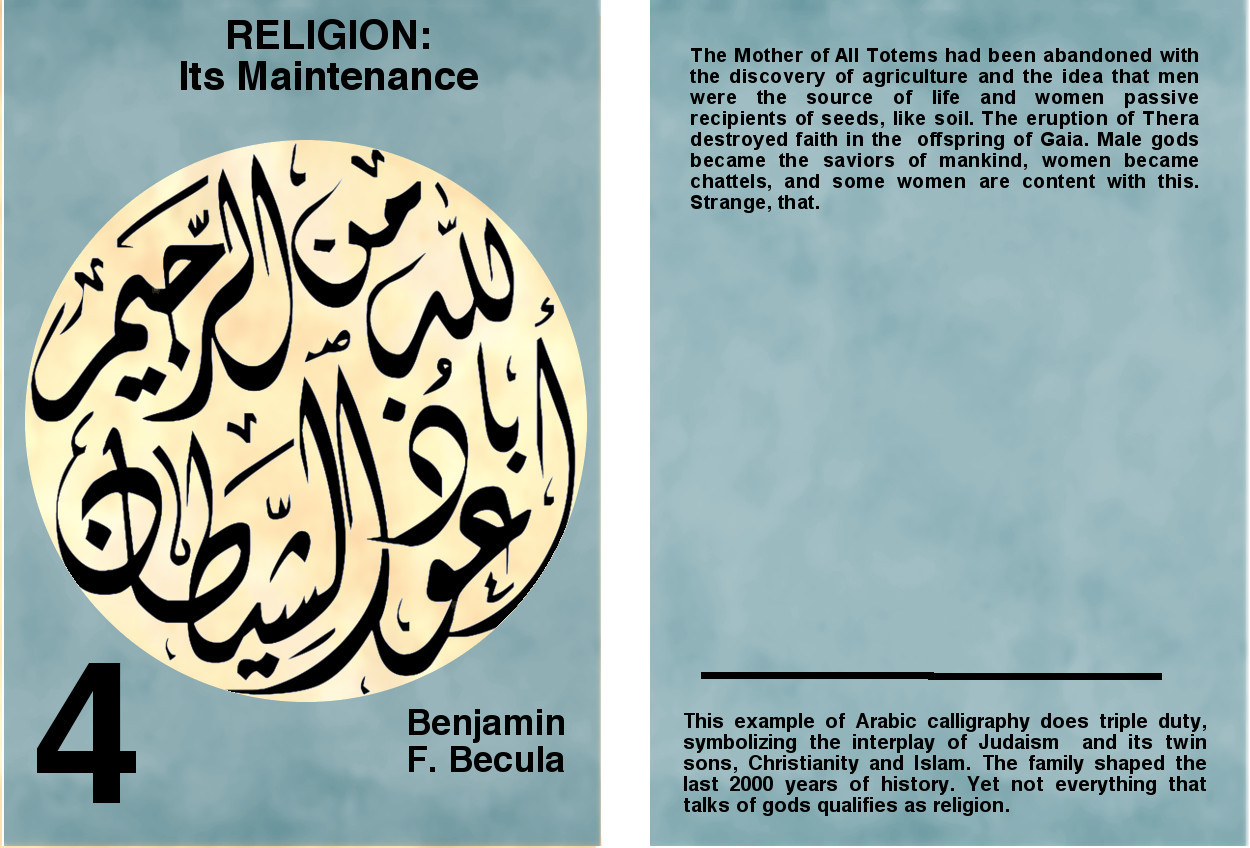 RELIGION:
Its Maintenance
أعوذ بالله من الشيطان الرجيم
4
Benjamin
F. Becula
The Mother of All Totems had been abandoned with
the discovery of agriculture and the idea that men
were the source of life and women passive
recipients of seeds, like soil. The eruption of Thera
destroyed faith in the offspring of Gaia. Male gods
became the saviors of mankind, women became
chattels, and some women are content with this.
Strange, that.
This example of Arabic calligraphy does triple duty,
symbolizing the interplay of Judaism and its twin
sons, Christianity and Islam. The family shaped the
last 2000 years of history. Yet not everything that
talks of gods qualifies as religion.